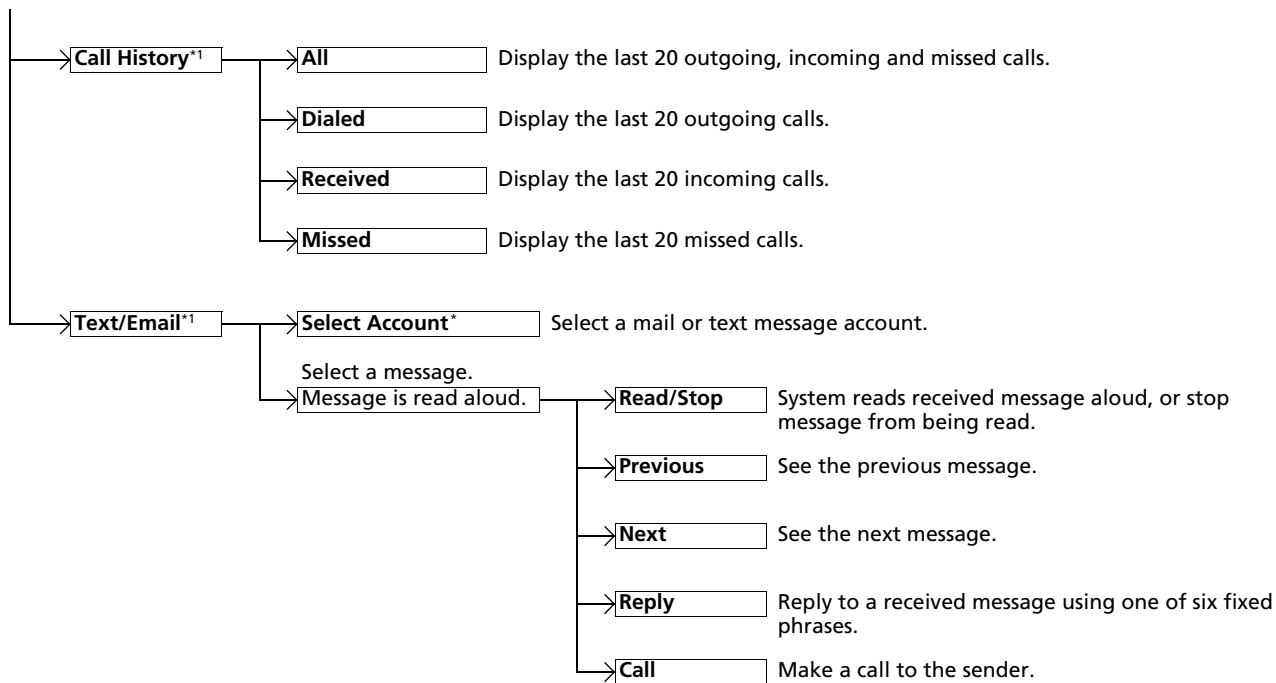 Call History*1
All
Display the last 20 outgoing, incoming and missed calls.
Dialed
Display the last 20 outgoing calls.
Received
Display the last 20 incoming calls.
Missed
Display the last 20 missed calls.
Text/Email*1
Select Account*
Select a mail or text message account.
Select a message.
Message is read aloud.
Read/Stop
System reads received message aloud, or stop
message from being read.
Previous
See the previous message.
Next
See the next message.
Reply
Reply to a received message using one of six fixed
phrases.
Call
Make a call to the sender.